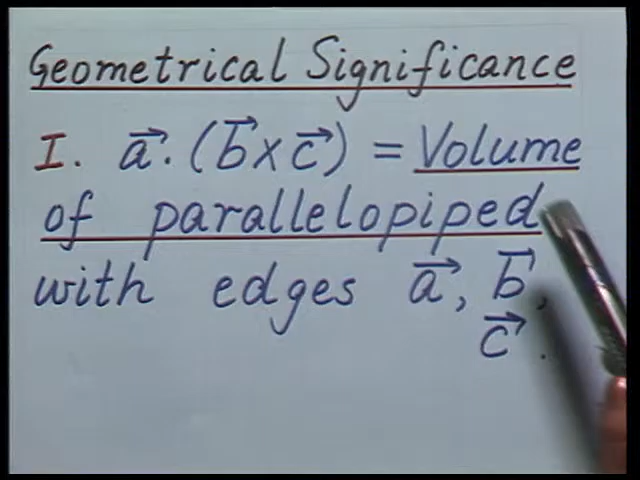 Geometrical Significance
I. a⃗. (b⃗ x c⃗) = Volume
of parallelopiped
with edges a⃗, b⃗,
c⃗.